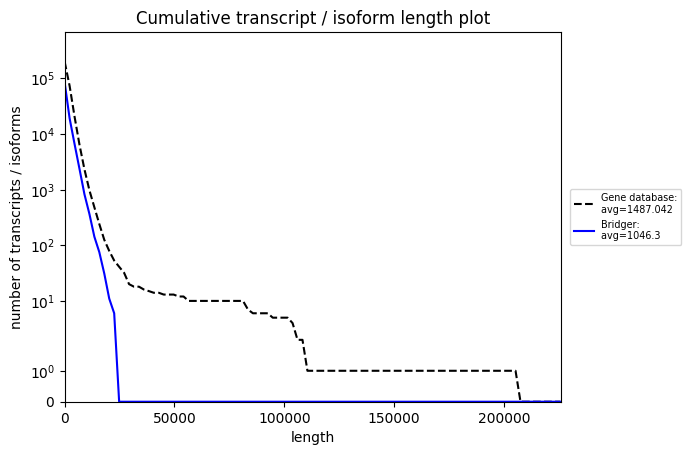 Cumulative transcript / isoform length plot
number of transcripts / isoforms
10^5
10^4
10^3
10^2
10^1
10^0
0
0 50000 100000 150000 200000
length
Gene database:
avg=1487.042
Bridger:
avg=1046.3